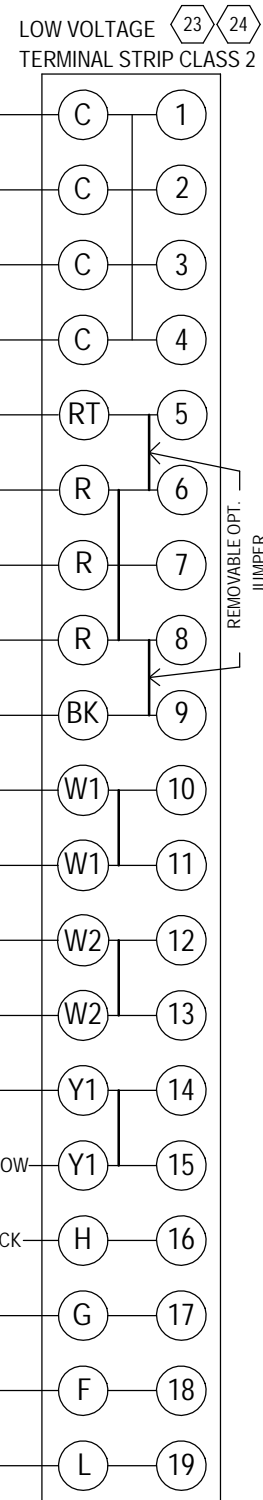 LOW VOLTAGE 23 24
TERMINAL STRIP CLASS 2
C 1
C 2
C 3
C 4
RT 5
R 6
R 7
R 8
BK 9
REMOVABLE OPT.
JUMPER
W1 10
W1 11
W2 12
W2 13
Y1 14
OW Y1 15
CK H 16
G 17
F 18
L 19